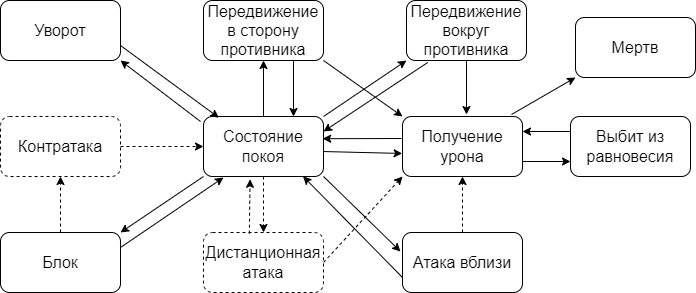 Уворот
Передвижение
в сторону
противника
Передвижение
вокруг
противника
Мертв
Контратака
Состояние
покоя
Получение
урона
Выбит из
равновесия
Блок
Дистанционная
атака
Атака вблизи